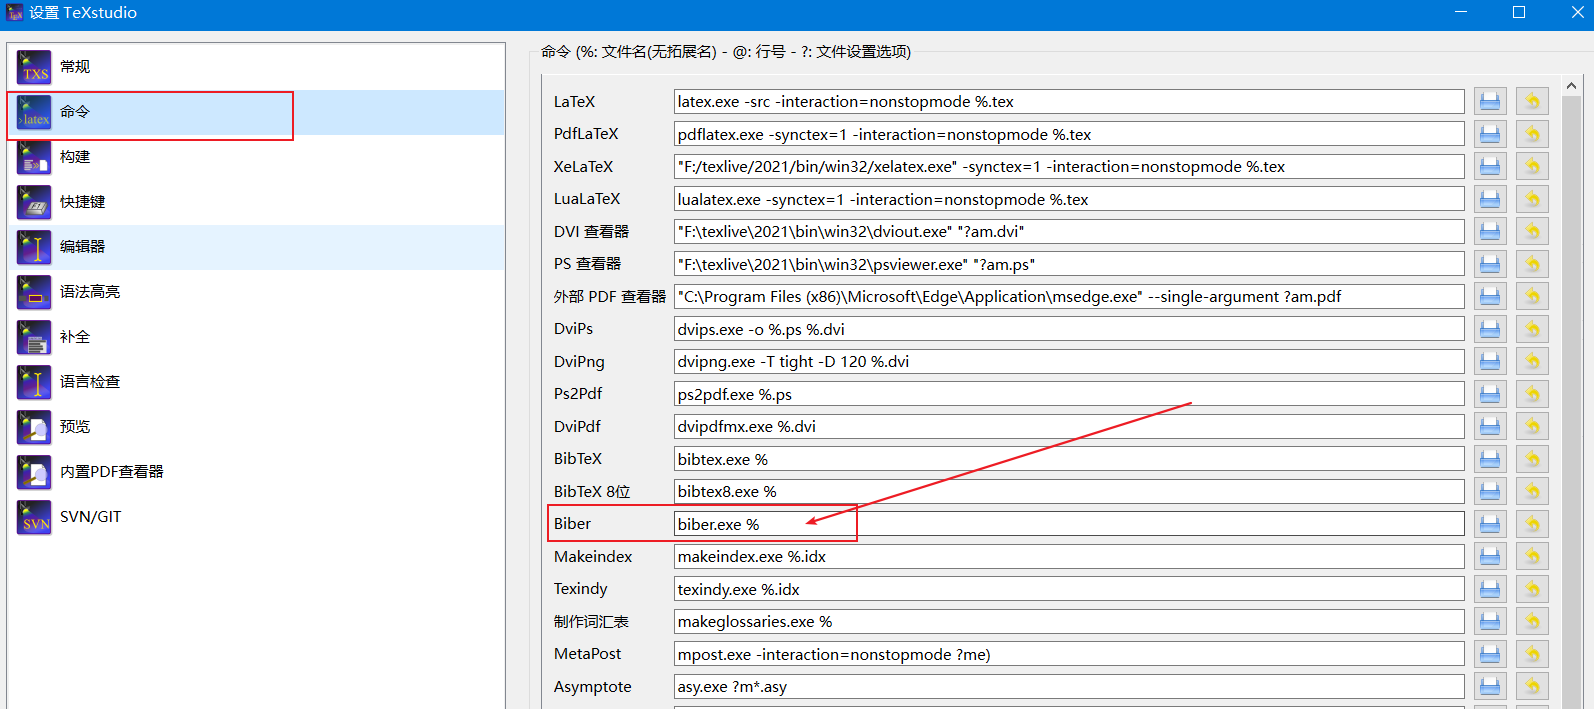 设置 TeXstudio
TXS 常规
>latex 命令
构建
快捷键
编辑器
语法高亮
补全
语言检查
预览
内置PDF查看器
SVN SVN/GIT
命令 (%: 文件名(无拓展名) - @: 行号 - ?: 文件设置选项)
LaTeX latex.exe -src -interaction=nonstopmode %.tex
PdfLaTeX pdflatex.exe -synctex=1 -interaction=nonstopmode %.tex
XeLaTeX "F:/texlive/2021/bin/win32/xelatex.exe" -synctex=1 -interaction=nonstopmode %.tex
LuaLaTeX lualatex.exe -synctex=1 -interaction=nonstopmode %.tex
DVI 查看器 "F:\texlive\2021\bin\win32\dviout.exe" "?am.dvi"
PS 查看器 "F:\texlive\2021\bin\win32\psviewer.exe" "?am.ps"
外部 PDF 查看器 "C:\Program Files (x86)\Microsoft\Edge\Application\msedge.exe" --single-argument ?am.pdf
DviPs dvips.exe -o %.ps %.dvi
DviPng dvipng.exe -T tight -D 120 %.dvi
Ps2Pdf ps2pdf.exe %.ps
DviPdf dvipdfmx.exe %.dvi
BibTeX bibtex.exe %
BibTeX 8位 bibtex8.exe %
Biber biber.exe %
Makeindex makeindex.exe %.idx
Texindy texindy.exe %.idx
制作词汇表 makeglossaries.exe %
MetaPost mpost.exe -interaction=nonstopmode ?me)
Asymptote asy.exe ?m*.asy